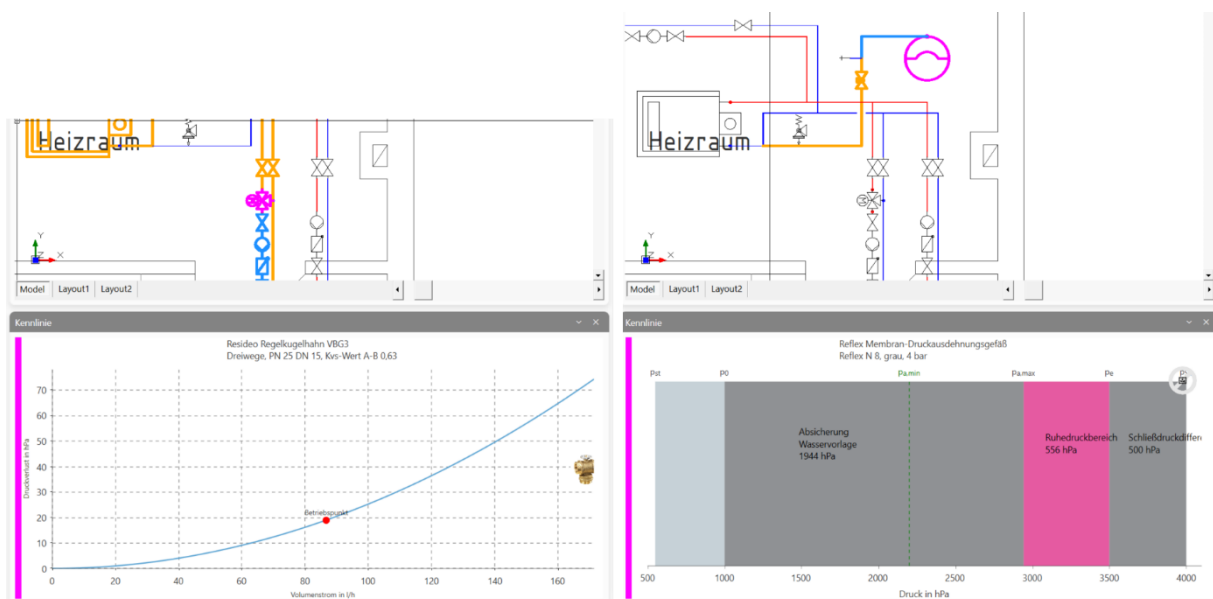 Heizraum
Y
X
Model Layout1 Layout2
Kennlinie
Resideo Regelkugelhahn VBG3
Dreiwege, PN 25 DN 15, Kvs-Wert A-B 0,63
Druckverlust in hPa
70
60
50
40
30
20
10
0
Betriebspunkt
0 20 40 60 80 100 120 140 160
Volumenstrom in l/h
Heizraum
Y
X
Model Layout1 Layout2
Kennlinie
Reflex Membran-Druckausdehnungsgefäß
Reflex N 8, grau, 4 bar
Pst P0 Pa.min Pa.max Pe
Absicherung
Wasservorlage
1944 hPa
Ruhedruckbereich
556 hPa
Schließdruckdifferen
500 hPa
500 1000 1500 2000 2500 3000 3500 4000
Druck in hPa